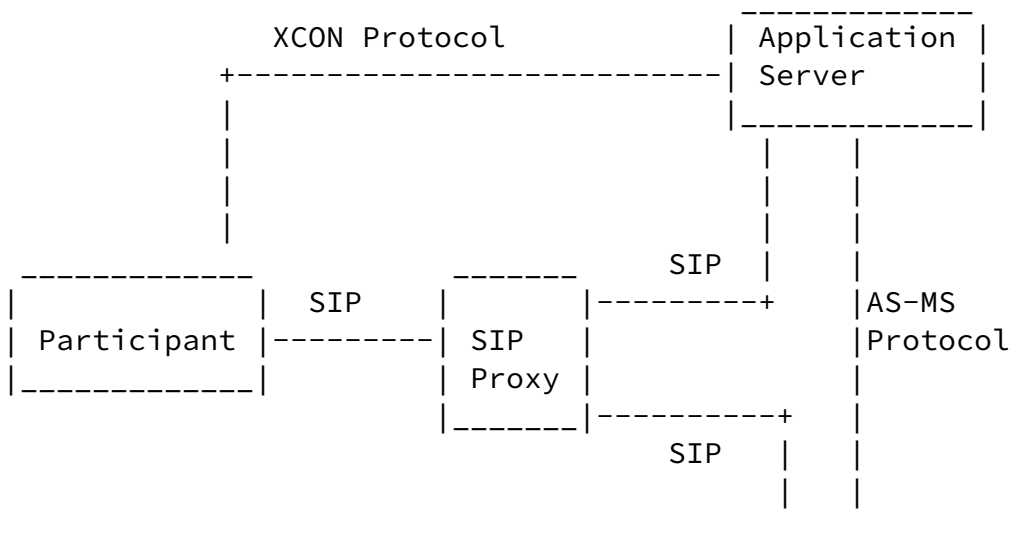 XCON Protocol
Application
Server
SIP
SIP
AS-MS
Participant
SIP
Protocol
Proxy
SIP